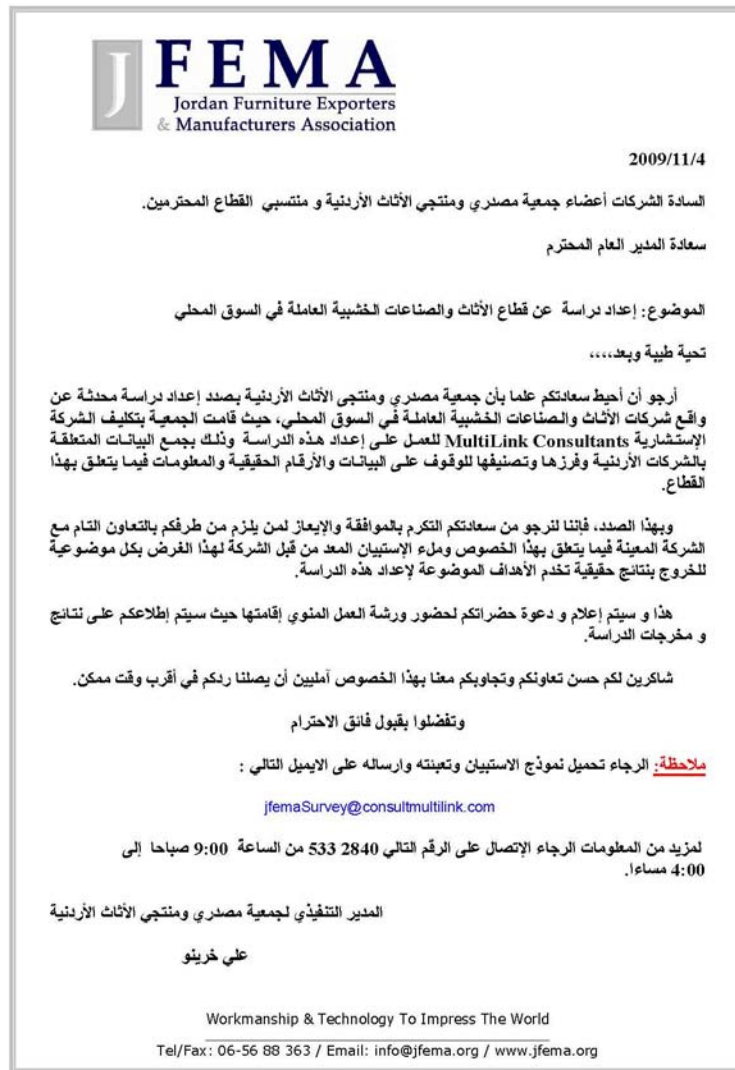 J FEMA
Jordan Furniture Exporters
& Manufacturers Association
2009/11/4
السادة الشركات أعضاء جمعية مصدري ومنتجي الأثاث الأردنية و منتسبي القطاع المحترمين.
سعادة المدير العام المحترم
الموضوع: إعداد دراسة عن قطاع الأثاث والصناعات الخشبية العاملة في السوق المحلي
تحية طيبة وبعد،،،،
أرجو أن أحيط سعادتكم علما بأن جمعية مصدري ومنتجي الأثاث الأردنية بصدد إعداد دراسة محدثة عن
واقع شركات الأثاث والصناعات الخشبية العاملة في السوق المحلي، حيث قامت الجمعية بتكليف الشركة
الإستشارية MultiLink Consultants للعمل على إعداد هذه الدراسة وذلك بجمع البيانات المتعلقة
بالشركات الأردنية وفرزها وتصنيفها للوقوف على البيانات والأرقام الحقيقية والمعلومات فيما يتعلق بهذا
القطاع.
وبهذا الصدد، فإننا لنرجو من سعادتكم التكرم بالموافقة والإيعاز لمن يلزم من طرفكم بالتعاون التام مع
الشركة المعينة فيما يتعلق بهذا الخصوص وملء الإستبيان المعد من قبل الشركة لهذا الغرض بكل موضوعية
للخروج بنتائج حقيقية تخدم الأهداف الموضوعة لإعداد هذه الدراسة.
هذا و سيتم إعلام و دعوة حضراتكم لحضور ورشة العمل المنوي إقامتها حيث سيتم إطلاعكم على نتائج
و مخرجات الدراسة.
شاكرين لكم حسن تعاونكم وتجاوبكم معنا بهذا الخصوص آمليين أن يصلنا ردكم في أقرب وقت ممكن.
وتفضلوا بقبول فائق الاحترام
ملاحظة: الرجاء تحميل نموذج الاستبيان وتعبئته وارساله على الايميل التالي :
jfemaSurvey@consultmultilink.com
لمزيد من المعلومات الرجاء الإتصال على الرقم التالي 2840 533 من الساعة 9:00 صباحا إلى
4:00 مساءا.
المدير التنفيذي لجمعية مصدري ومنتجي الأثاث الأردنية
علي خرينو
Workmanship & Technology To Impress The World
Tel/Fax: 06-56 88 363 / Email: info@jfema.org / www.jfema.org